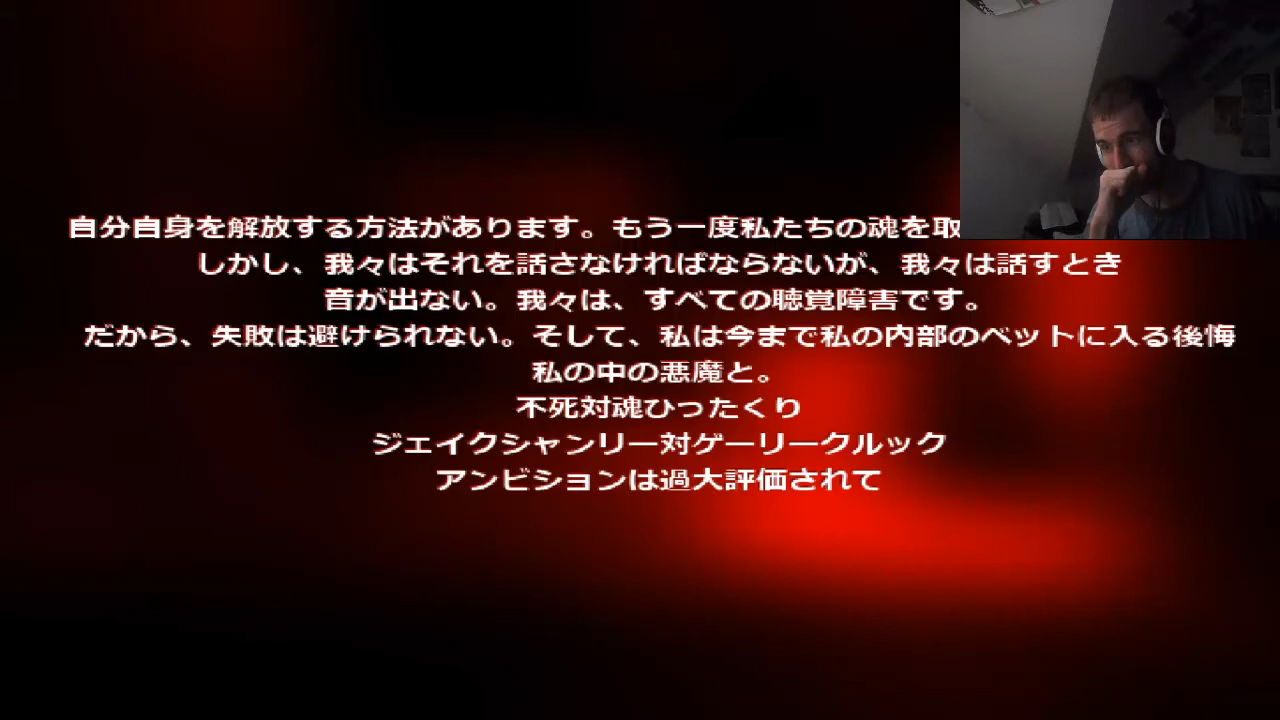 自分自身を解放する方法があります。もう一度私たちの魂を取
しかし、我々はそれを話さなければならないが、我々は話すとき
音が出ない。我々は、すべての聴覚障害です。
だから、失敗は避けられない。そして、私は今まで私の内部のペットに入る後悔
私の中の悪魔と。
不死対魂ひったくり
ジェイクシャンリー対ゲーリークルック
アンビションは過大評価されて